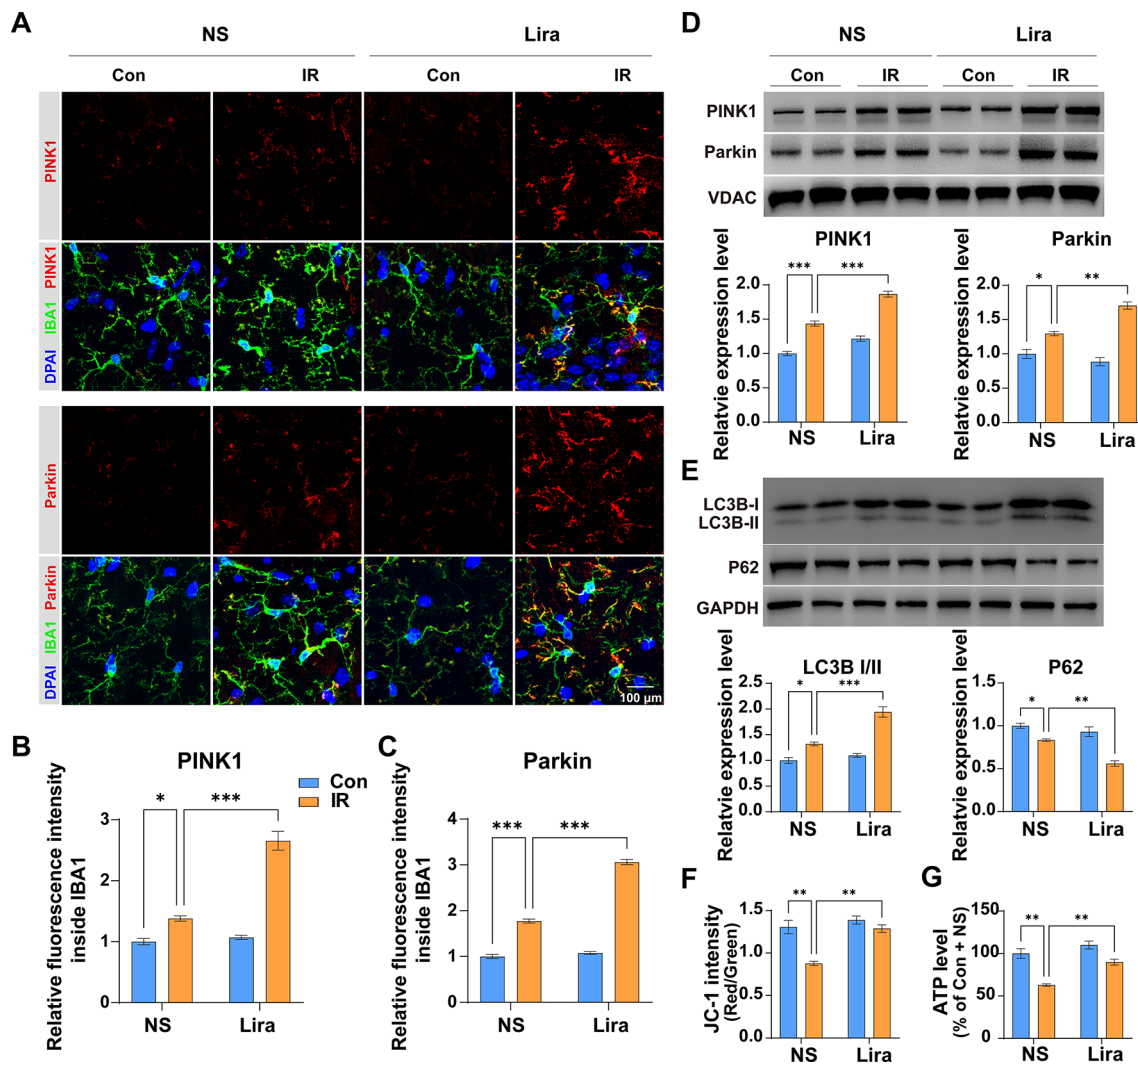 A
NS Lira
Con IR Con IR
PINK1
DPAI IBA1 PINK1
Parkin
DPAI IBA1 Parkin
100 μm
B
PINK1
Relative fluorescence intensity
inside IBA1
* ***
3
2
1
0
NS Lira
Con
IR
C
Parkin
Relative fluorescence intensity
inside IBA1
*** ***
4
3
2
1
0
NS Lira
D
NS Lira
Con IR Con IR
PINK1
Parkin
VDAC
PINK1
Relatvie expression level
*** ***
2.0
1.5
1.0
0.5
0.0
NS Lira
Parkin
Relatvie expression level
* **
2.0
1.5
1.0
0.5
0.0
NS Lira
E
LC3B-I
LC3B-II
P62
GAPDH
LC3B I/II
Relatvie expression level
* ***
2.5
2.0
1.5
1.0
0.5
0.0
NS Lira
P62
Relatvie expression level
* **
1.5
1.0
0.5
0.0
NS Lira
F
JC-1 intensity
(Red/Green)
** **
1.5
1.0
0.5
0.0
NS Lira
G
ATP level
(% of Con + NS)
** **
150
100
50
0
NS Lira